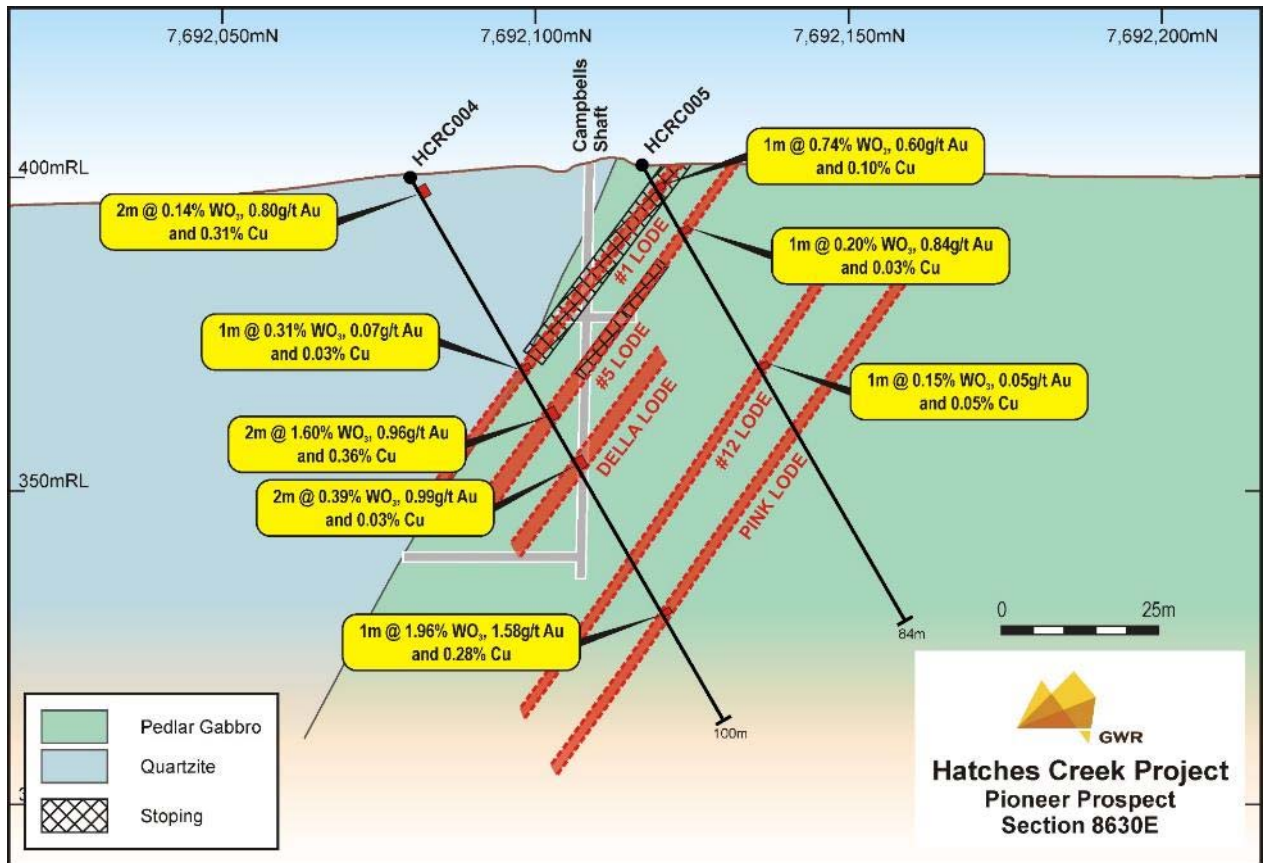 7,692,050mN
7,692,100mN
7,692,150mN
7,692,200mN
HCRC004
Campbells
Shaft
HCRC005
400mRL
1m @ 0.74% WO₃, 0.60g/t Au
and 0.10% Cu
2m @ 0.14% WO₃, 0.80g/t Au
and 0.31% Cu
1m @ 0.20% WO₃, 0.84g/t Au
and 0.03% Cu
#1 LODE
1m @ 0.31% WO₃, 0.07g/t Au
and 0.03% Cu
#5 LODE
1m @ 0.15% WO₃, 0.05g/t Au
and 0.05% Cu
2m @ 1.60% WO₃, 0.96g/t Au
and 0.36% Cu
DELLA LODE
#12 LODE
350mRL
PINK LODE
2m @ 0.39% WO₃, 0.99g/t Au
and 0.03% Cu
0 25m
84m
1m @ 1.96% WO₃, 1.58g/t Au
and 0.28% Cu
100m
Pedlar Gabbro
Quartzite
Stoping
GWR
Hatches Creek Project
Pioneer Prospect
Section 8630E